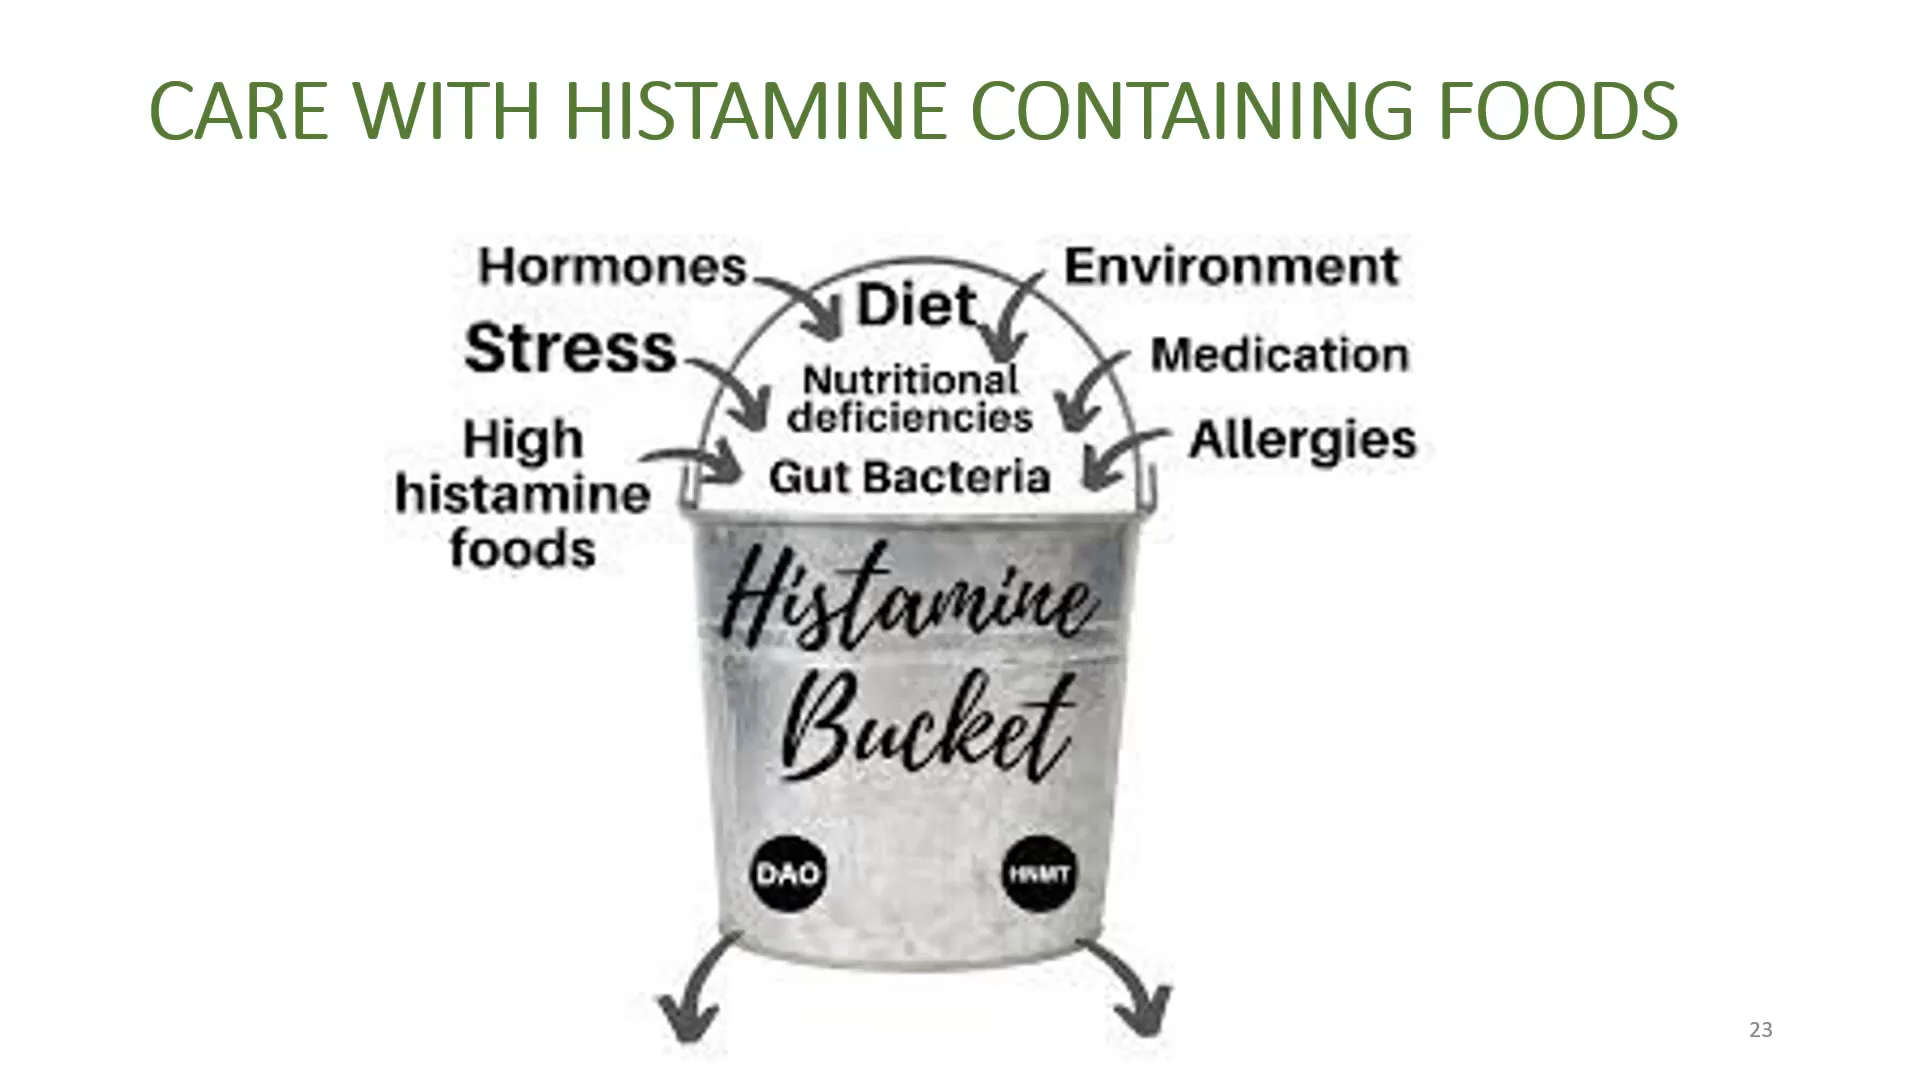 CARE WITH HISTAMINE CONTAINING FOODS
Hormones
Diet
Environment
Stress
Nutritional
deficiencies
Medication
High
histamine
foods
Gut Bacteria
Allergies
Histamine
Bucket
DAO
HNMT
23